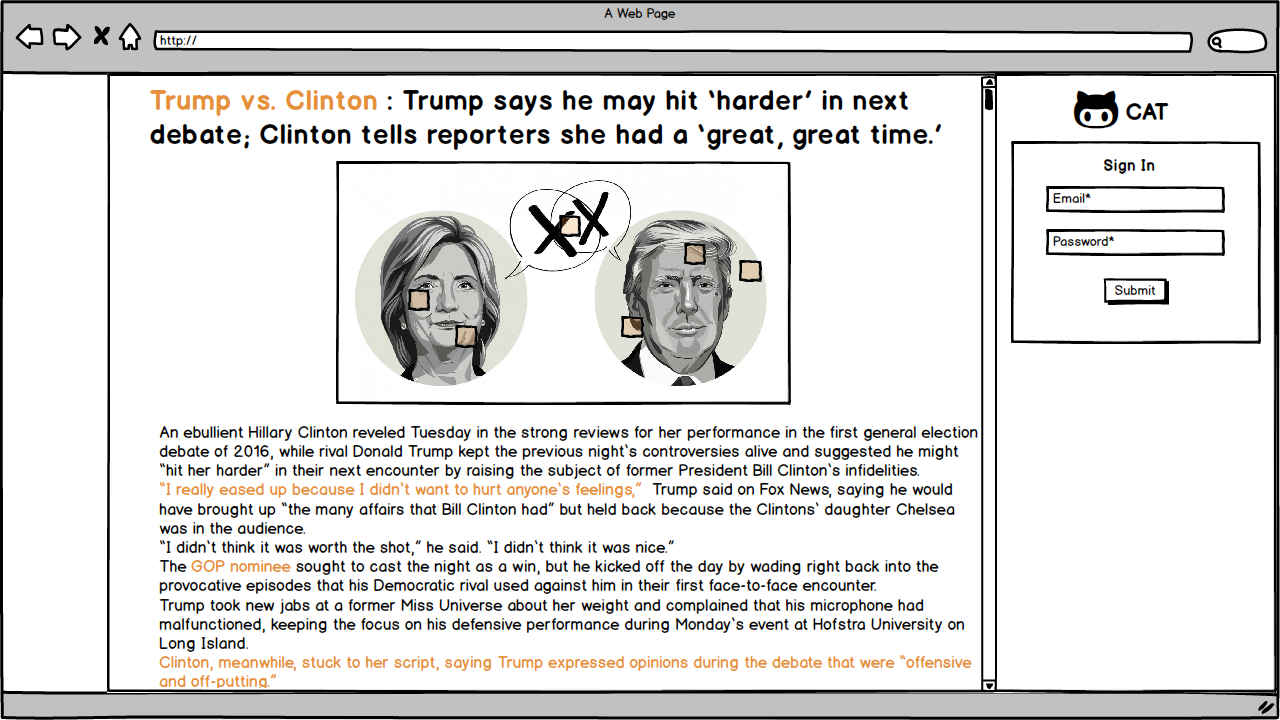 A Web Page
http://
Trump vs. Clinton : Trump says he may hit ‘harder’ in next
debate; Clinton tells reporters she had a ‘great, great time.’
CAT
Sign In
Email*
Password*
Submit
An ebullient Hillary Clinton reveled Tuesday in the strong reviews for her performance in the first general election
debate of 2016, while rival Donald Trump kept the previous night‘s controversies alive and suggested he might
“hit her harder” in their next encounter by raising the subject of former President Bill Clinton‘s infidelities.
“I really eased up because I didn‘t want to hurt anyone‘s feelings,” Trump said on Fox News, saying he would
have brought up “the many affairs that Bill Clinton had” but held back because the Clintons‘ daughter Chelsea
was in the audience.
“I didn‘t think it was worth the shot,” he said. “I didn‘t think it was nice.”
The GOP nominee sought to cast the night as a win, but he kicked off the day by wading right back into the
provocative episodes that his Democratic rival used against him in their first face-to-face encounter.
Trump took new jabs at a former Miss Universe about her weight and complained that his microphone had
malfunctioned, keeping the focus on his defensive performance during Monday‘s event at Hofstra University on
Long Island.
Clinton, meanwhile, stuck to her script, saying Trump expressed opinions during the debate that were “offensive
and off-putting.”